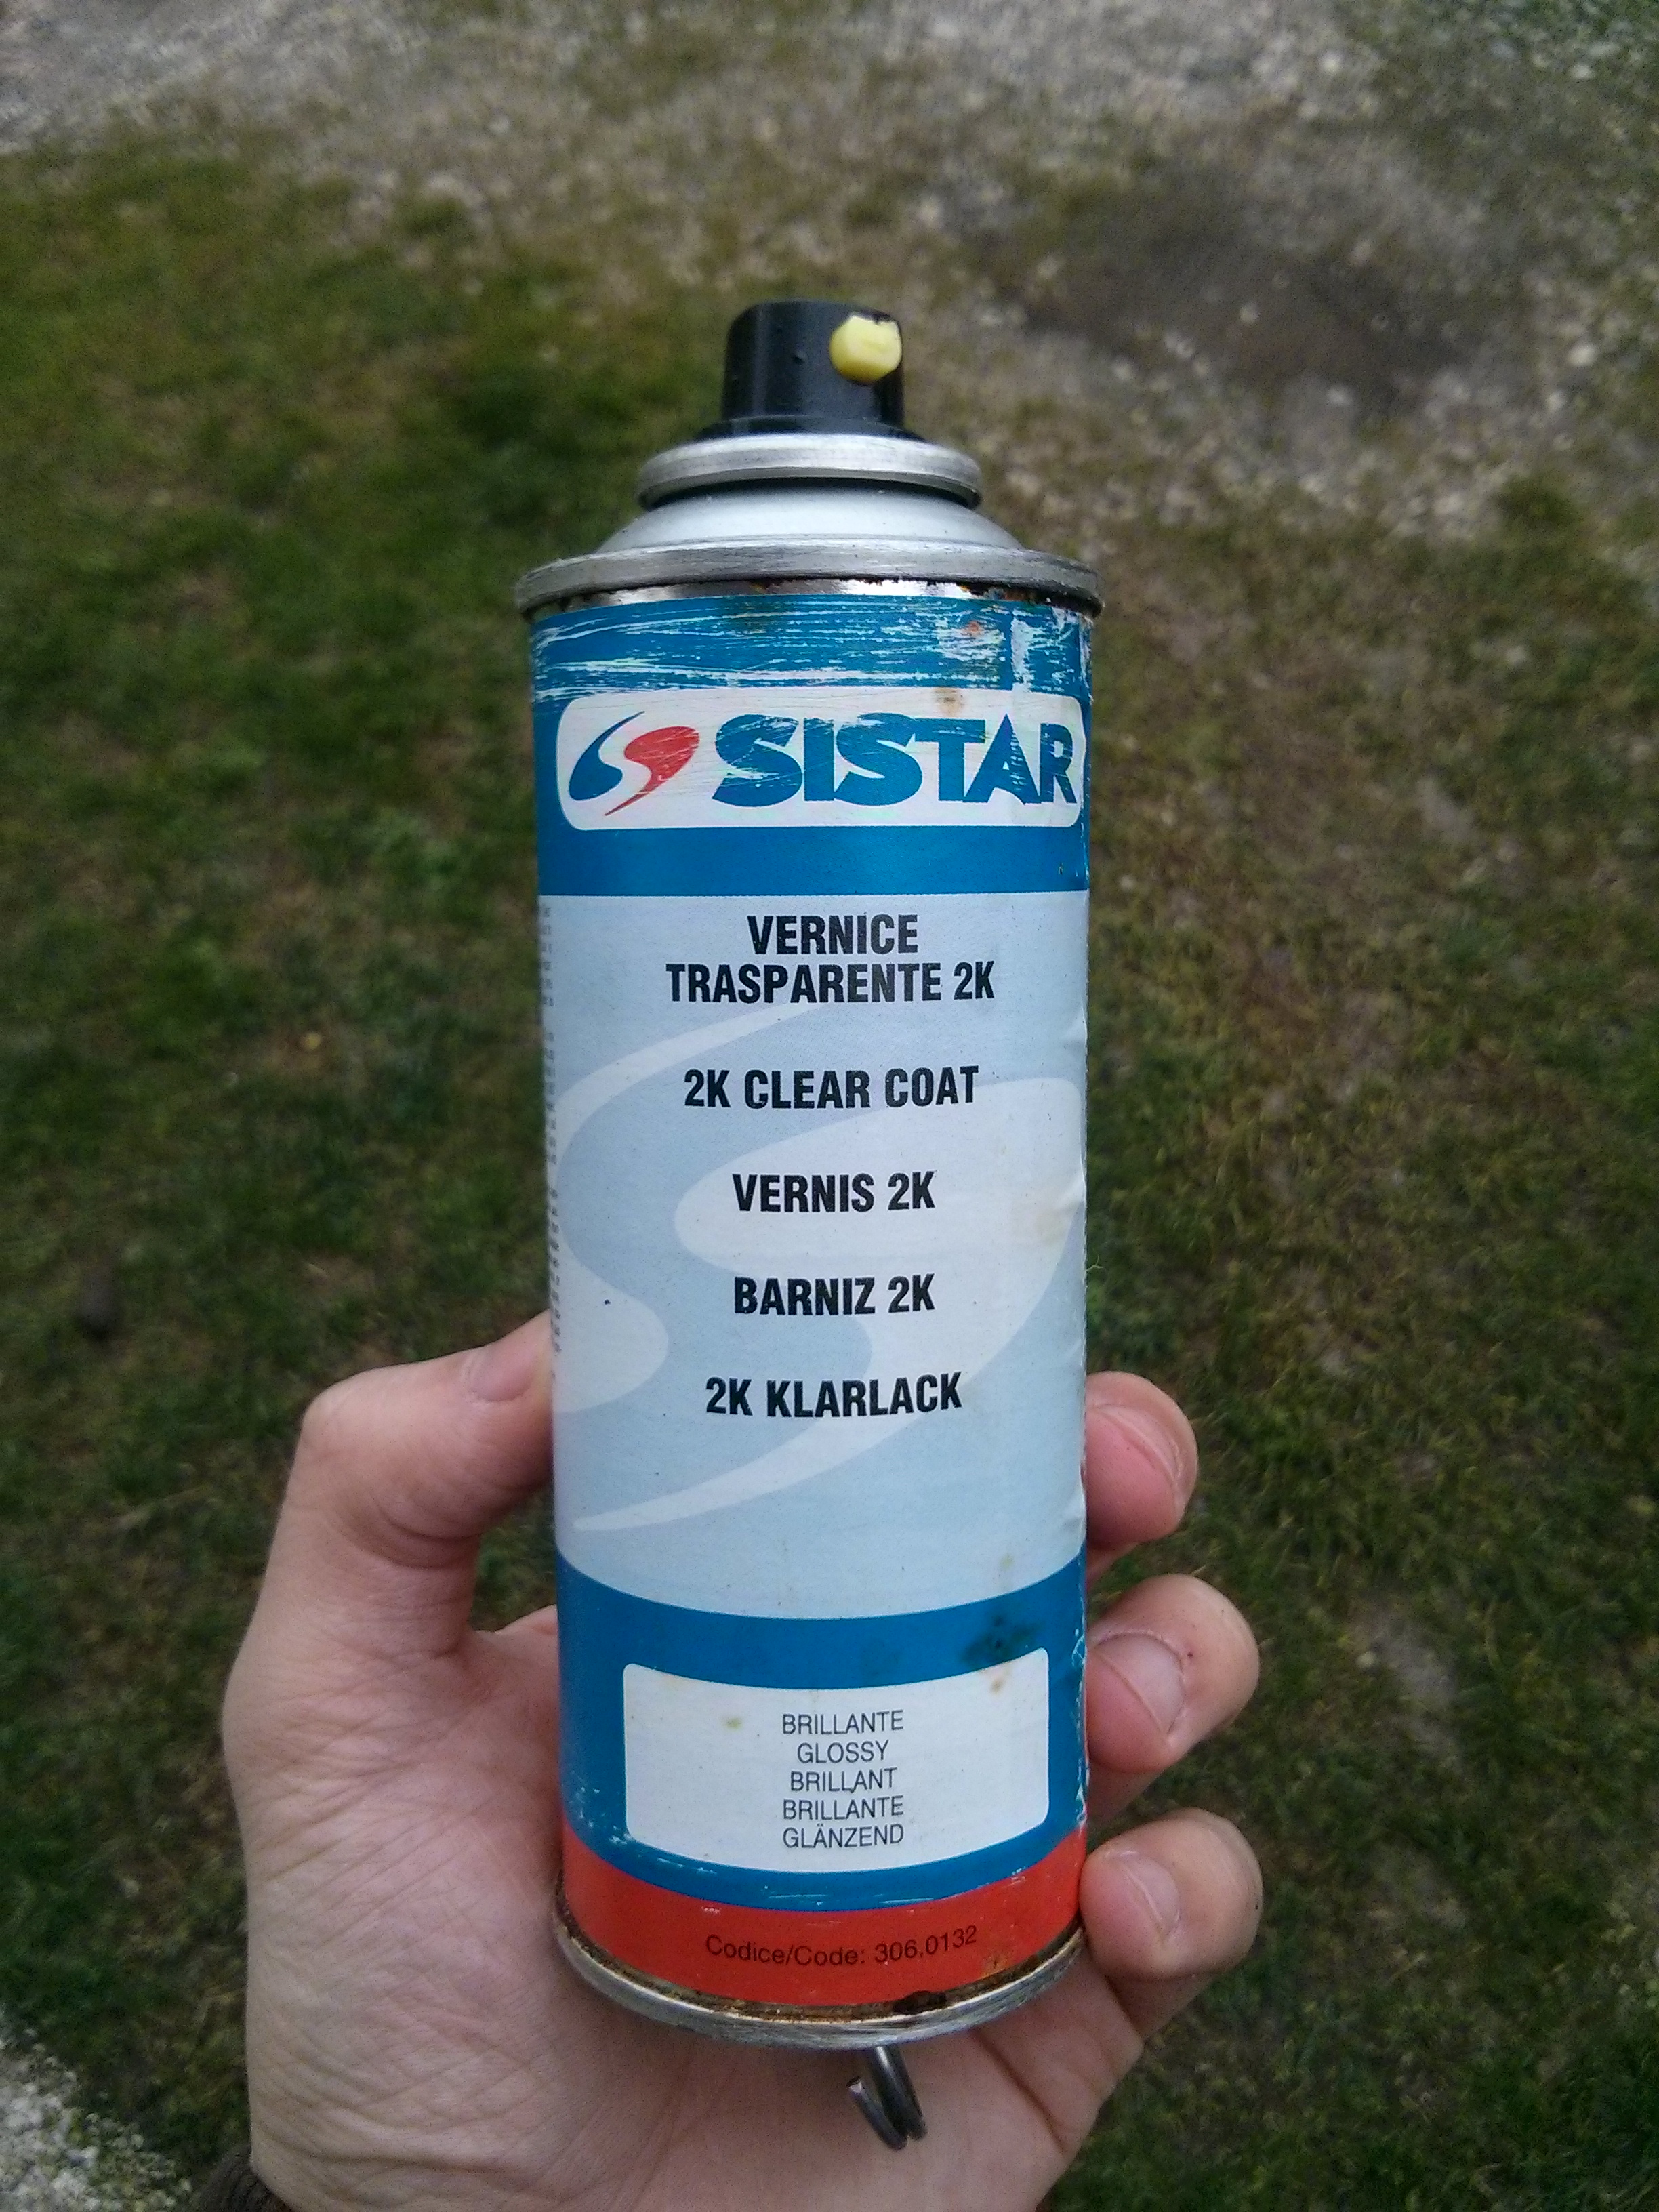 SISTAR
VERNICE
TRASPARENTE 2K
2K CLEAR COAT
VERNIS 2K
BARNIZ 2K
2K KLARLACK
BRILLANTE
GLOSSY
BRILLANT
BRILLANTE
GLÄNZEND
Codice/Code: 306.0132